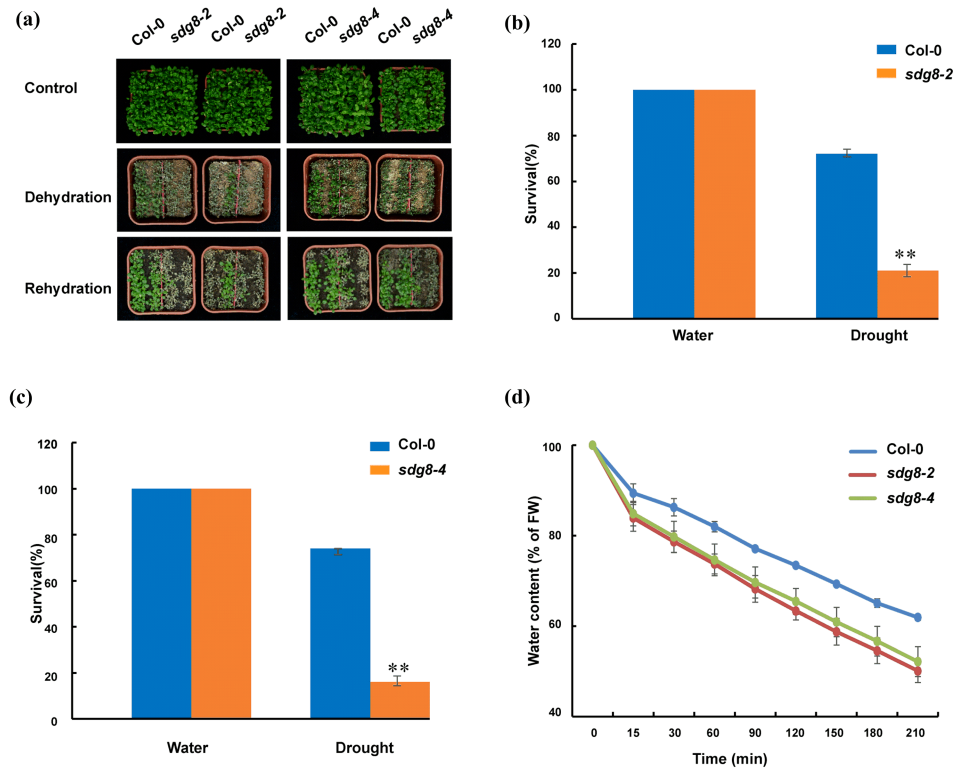 (a)
Col-0 sdg8-2 Col-0 sdg8-2 Col-0 sdg8-4 Col-0 sdg8-4
Control
Dehydration
Rehydration
(b)
120
100
80
60
40
20
0
Survival(%)
Col-0
sdg8-2
**
Water Drought
(c)
120
100
80
60
40
20
0
Survival(%)
Col-0
sdg8-4
**
Water Drought
(d)
100
80
60
40
Water content (% of FW)
Col-0
sdg8-2
sdg8-4
0 15 30 60 90 120 150 180 210
Time (min)